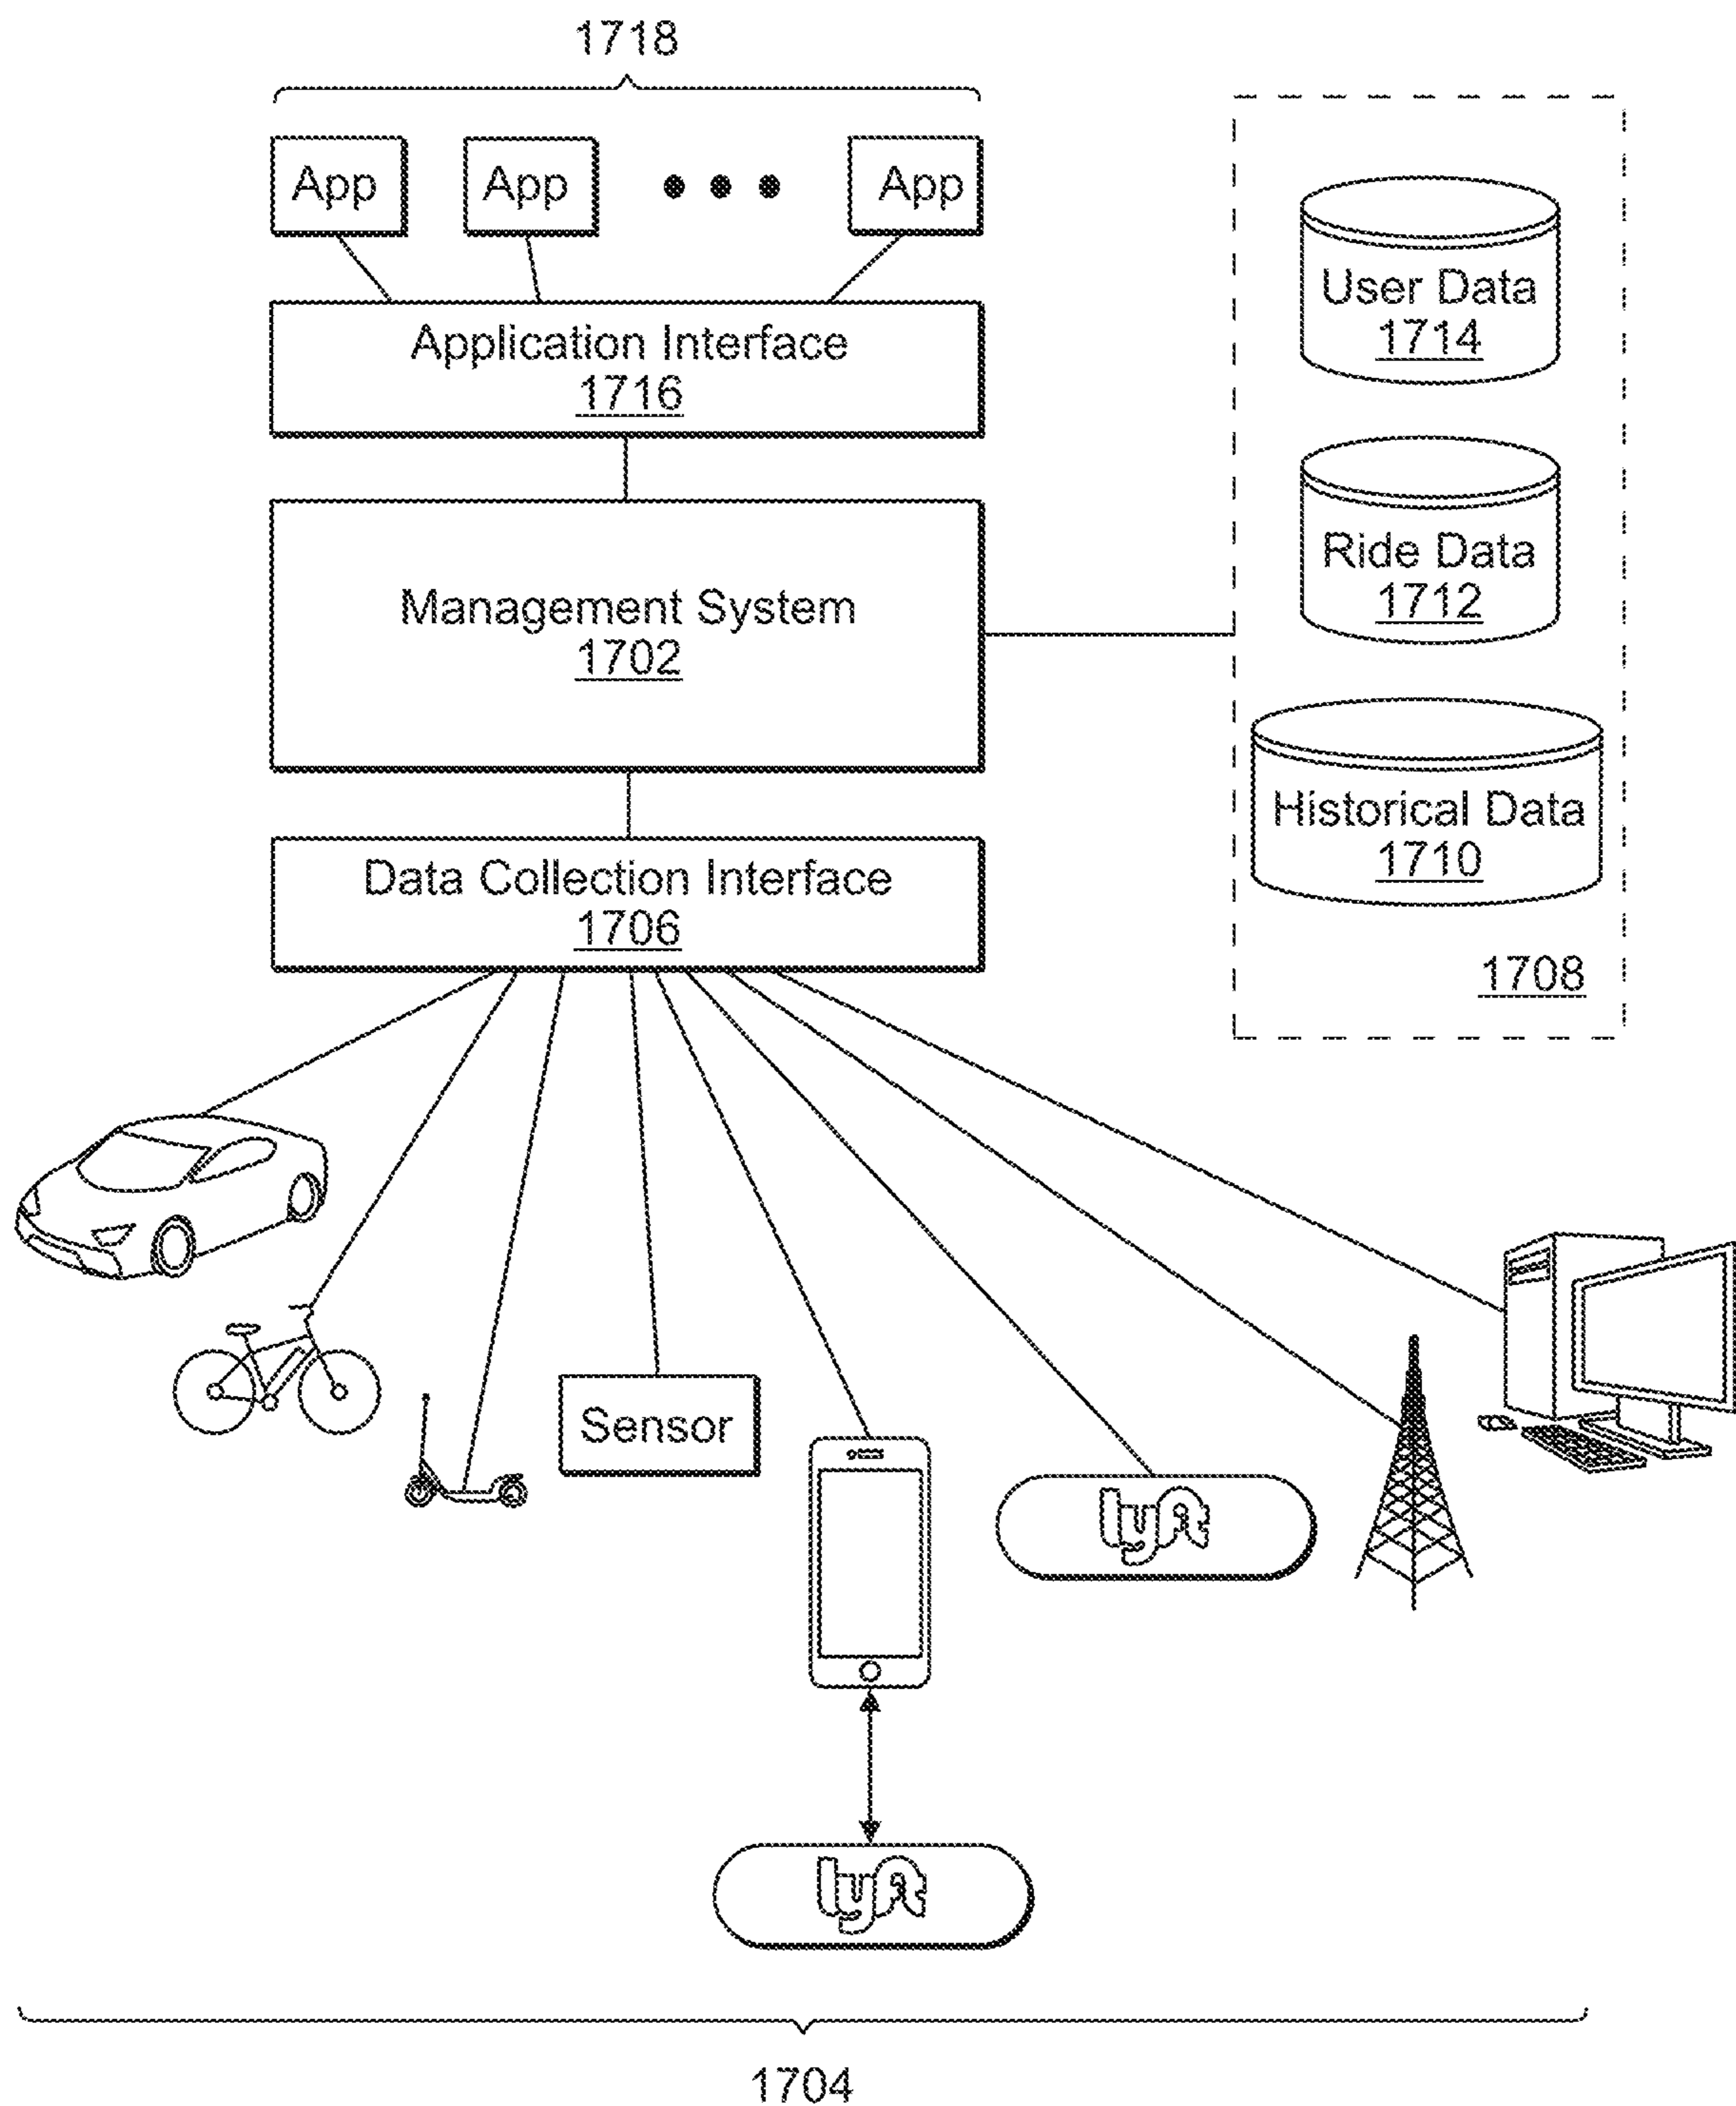 1718
App App App
Application Interface
1716
Management System
1702
Data Collection Interface
1706
User Data
1714
Ride Data
1712
Historical Data
1710
1708
Sensor
lyft
lyft
1704